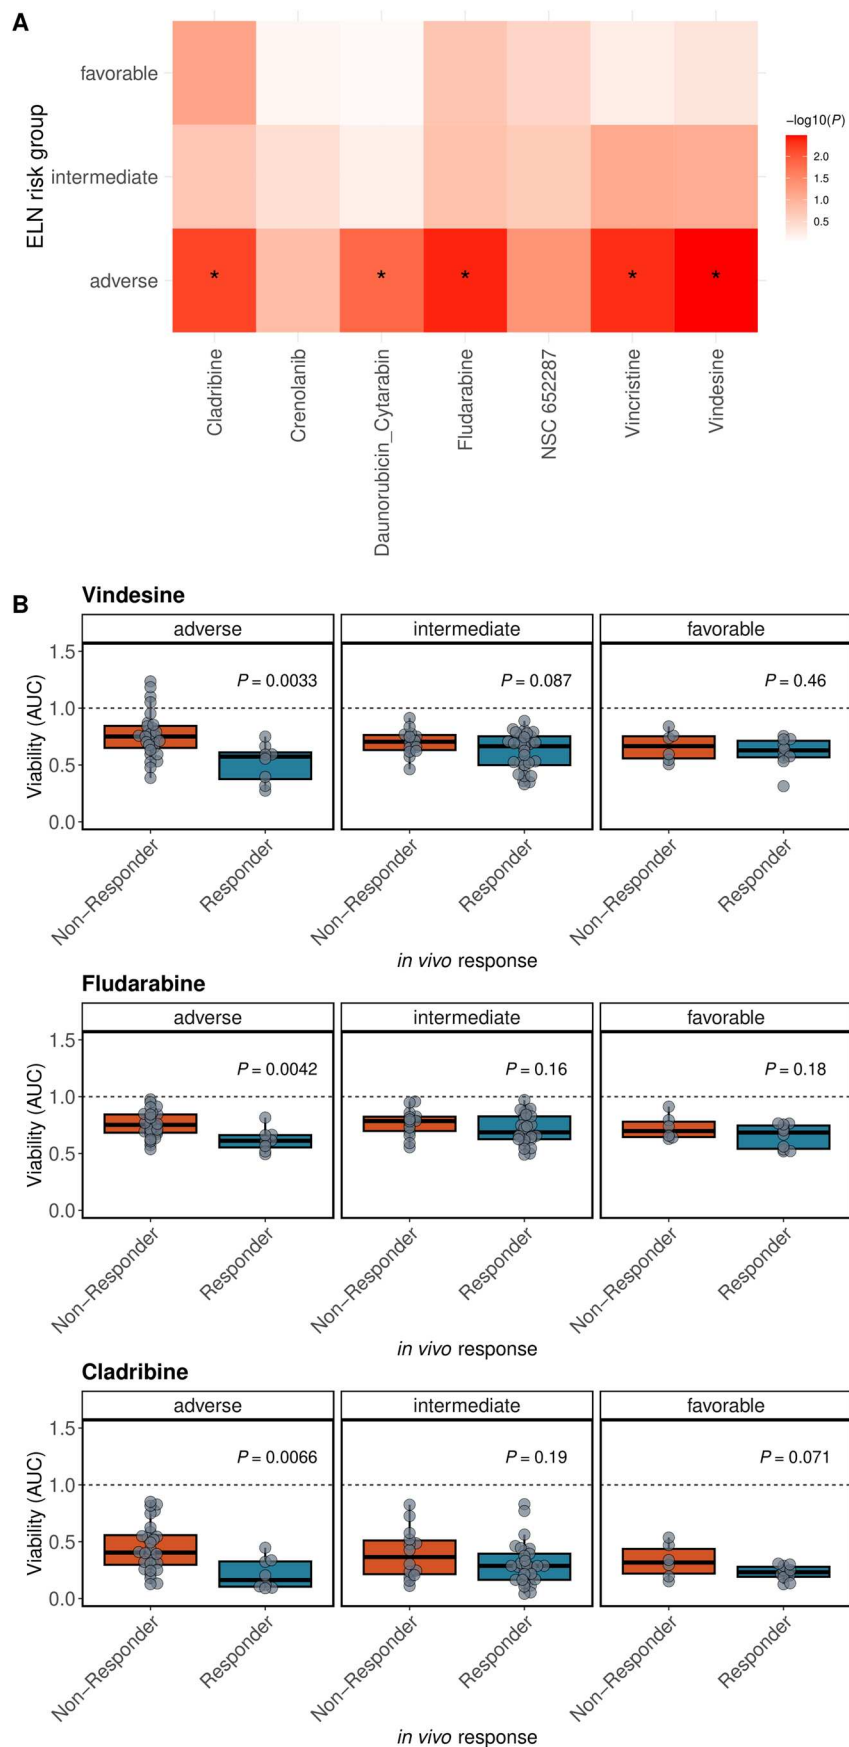 A
favorable
intermediate
adverse
ELN risk group
* * * * *
Cladribine
Crenolanib
Daunorubicin_Cytarabin
Fludarabine
NSC 652287
Vincristine
Vindesine
−log10(P)
2.0
1.5
1.0
0.5
B
Vindesine
adverse intermediate favorable
P = 0.0033 P = 0.087 P = 0.46
1.5
1.0
0.5
0.0
Viability (AUC)
Non−Responder Responder Non−Responder Responder Non−Responder Responder
in vivo response
Fludarabine
adverse intermediate favorable
P = 0.0042 P = 0.16 P = 0.18
1.5
1.0
0.5
0.0
Viability (AUC)
Non−Responder Responder Non−Responder Responder Non−Responder Responder
in vivo response
Cladribine
adverse intermediate favorable
P = 0.0066 P = 0.19 P = 0.071
1.5
1.0
0.5
0.0
Viability (AUC)
Non−Responder Responder Non−Responder Responder Non−Responder Responder
in vivo response